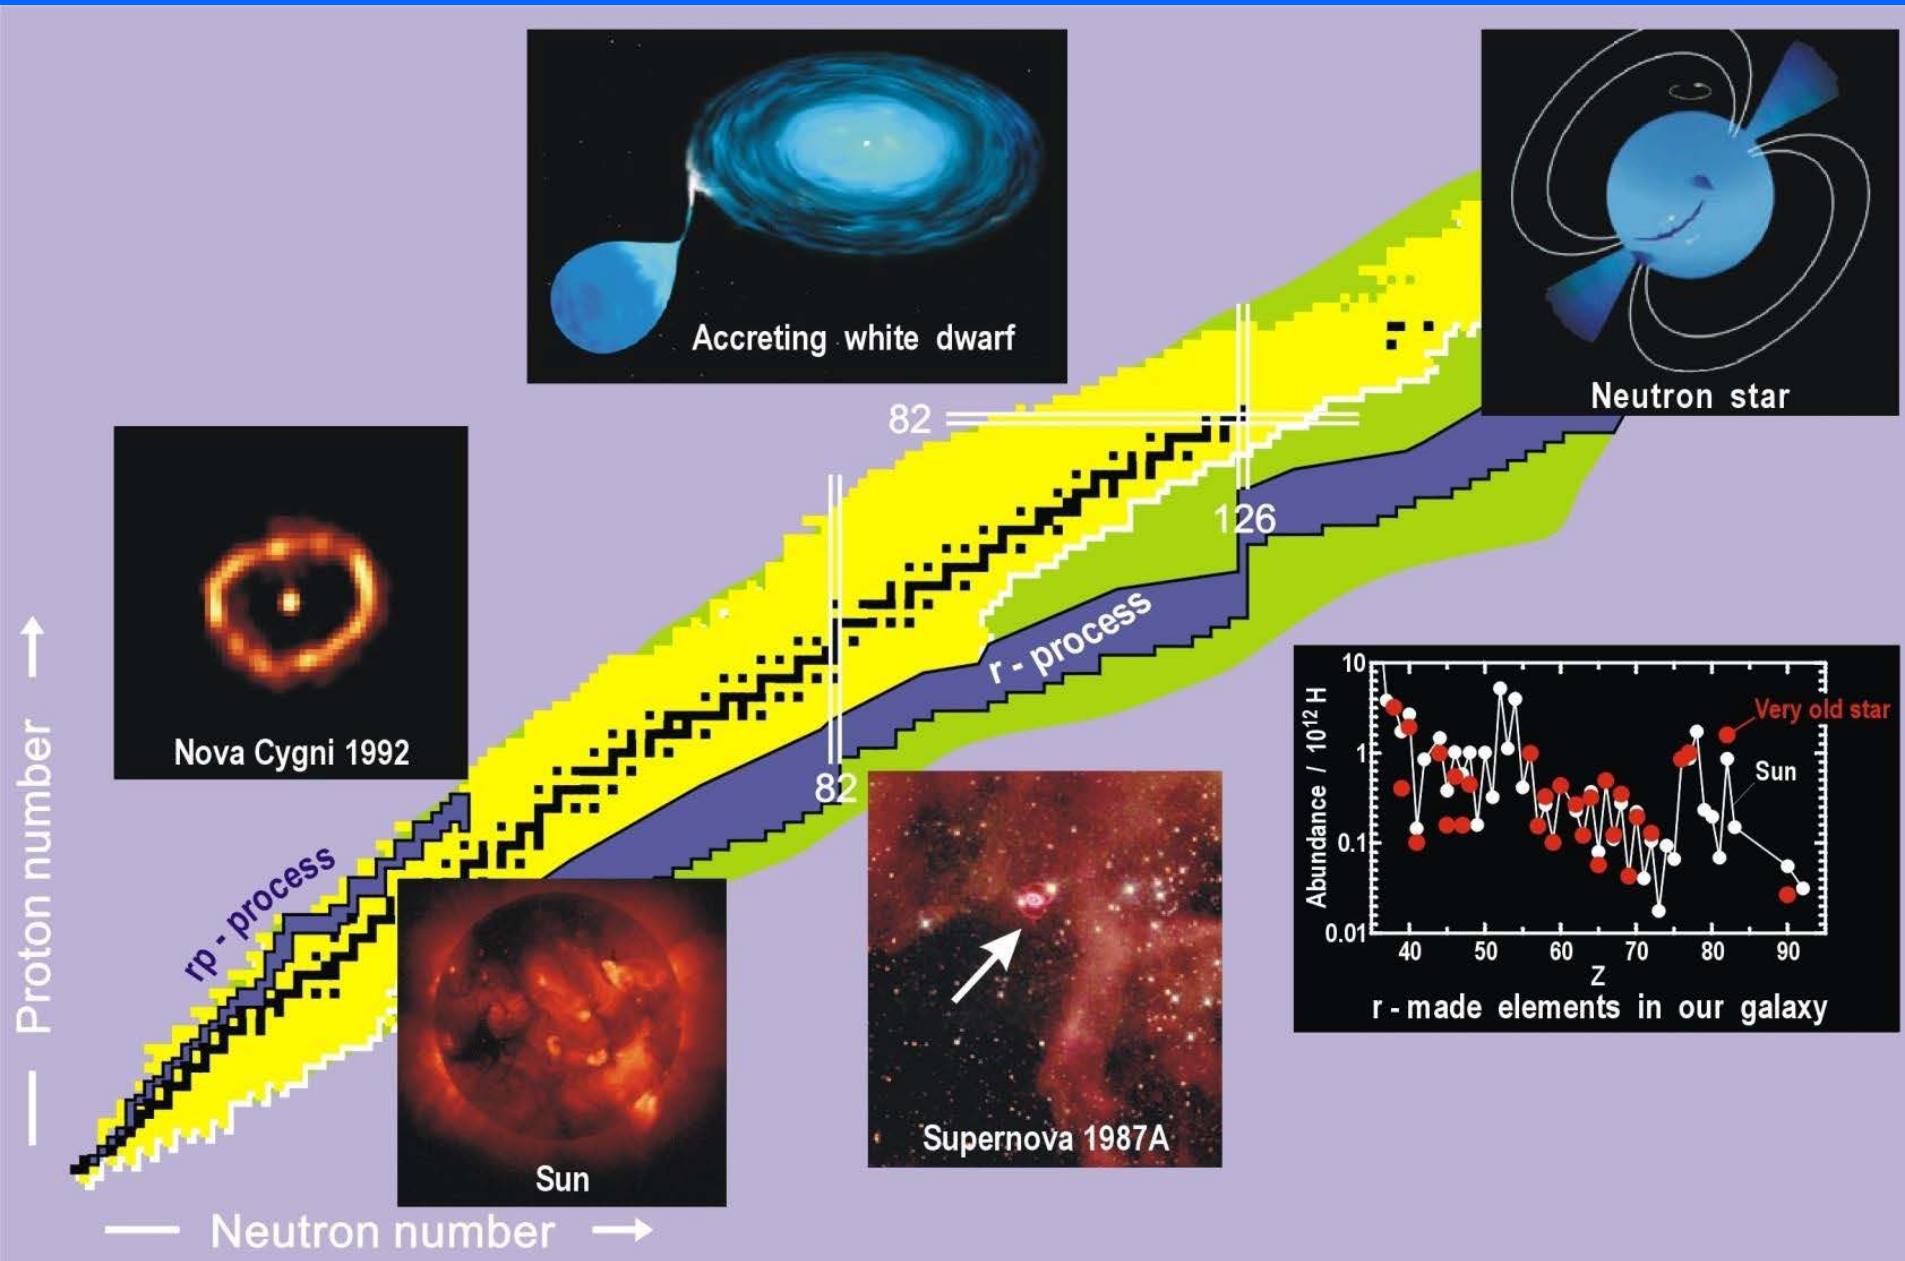 Accreting white dwarf
Neutron star
82
126
Nova Cygni 1992
r - process
82
rp - process
Proton number
Neutron number
Sun
Supernova 1987A
10
1
0.1
0.01
Abundance / 10¹² H
Very old star
Sun
40 50 60 70 80 90
Z
r - made elements in our galaxy